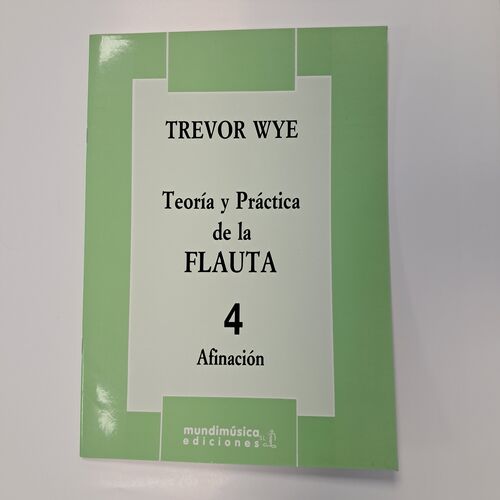 TREVOR WYE
Teoría y Práctica
de la
FLAUTA
4
Afinación
mundimúsica
ediciones